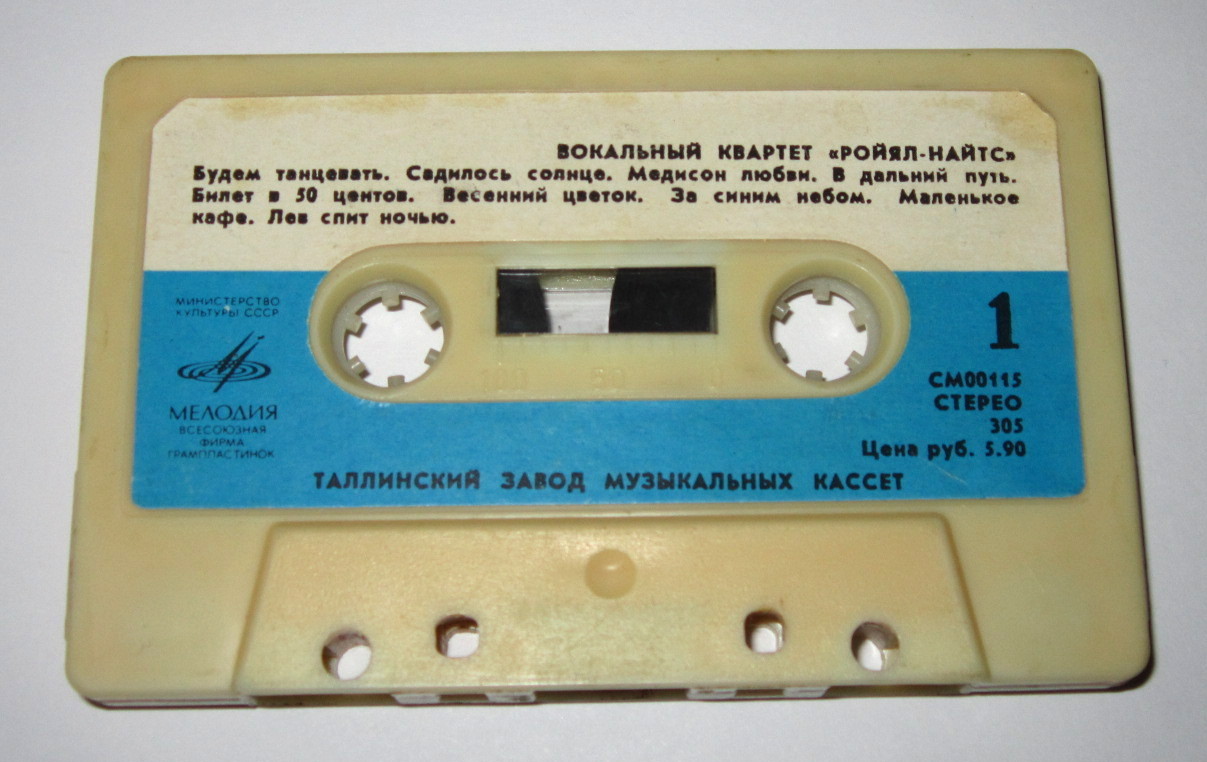 ВОКАЛЬНЫЙ КВАРТЕТ «РОЙЯЛ-НАЙТС»
Будем танцевать. Садилось солнце. Медисон любви. В дальний путь.
Билет в 50 центов. Весенний цветок. За синим небом. Маленькое
кафе. Лев спит ночью.
МИНИСТЕРСТВО
КУЛЬТУРЫ СССР
МЕЛОДИЯ
ВСЕСОЮЗНАЯ
ФИРМА
ГРАМПЛАСТИНОК
1
СМ00115
СТЕРЕО
305
Цена руб. 5.90
100 50
ТАЛЛИНСКИЙ ЗАВОД МУЗЫКАЛЬНЫХ КАССЕТ